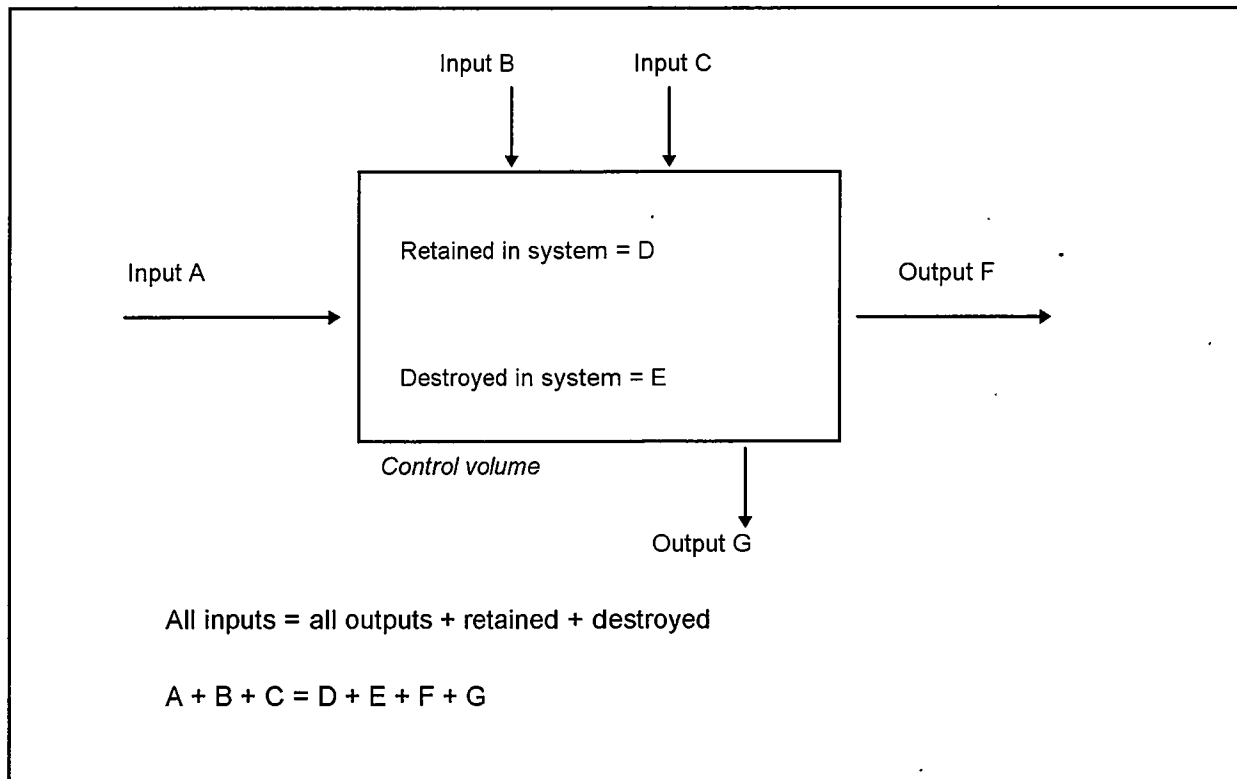 Input B
Input C
Retained in system = D
Input A
Output F
Destroyed in system = E
Control volume
Output G
All inputs = all outputs + retained + destroyed
A + B + C = D + E + F + G